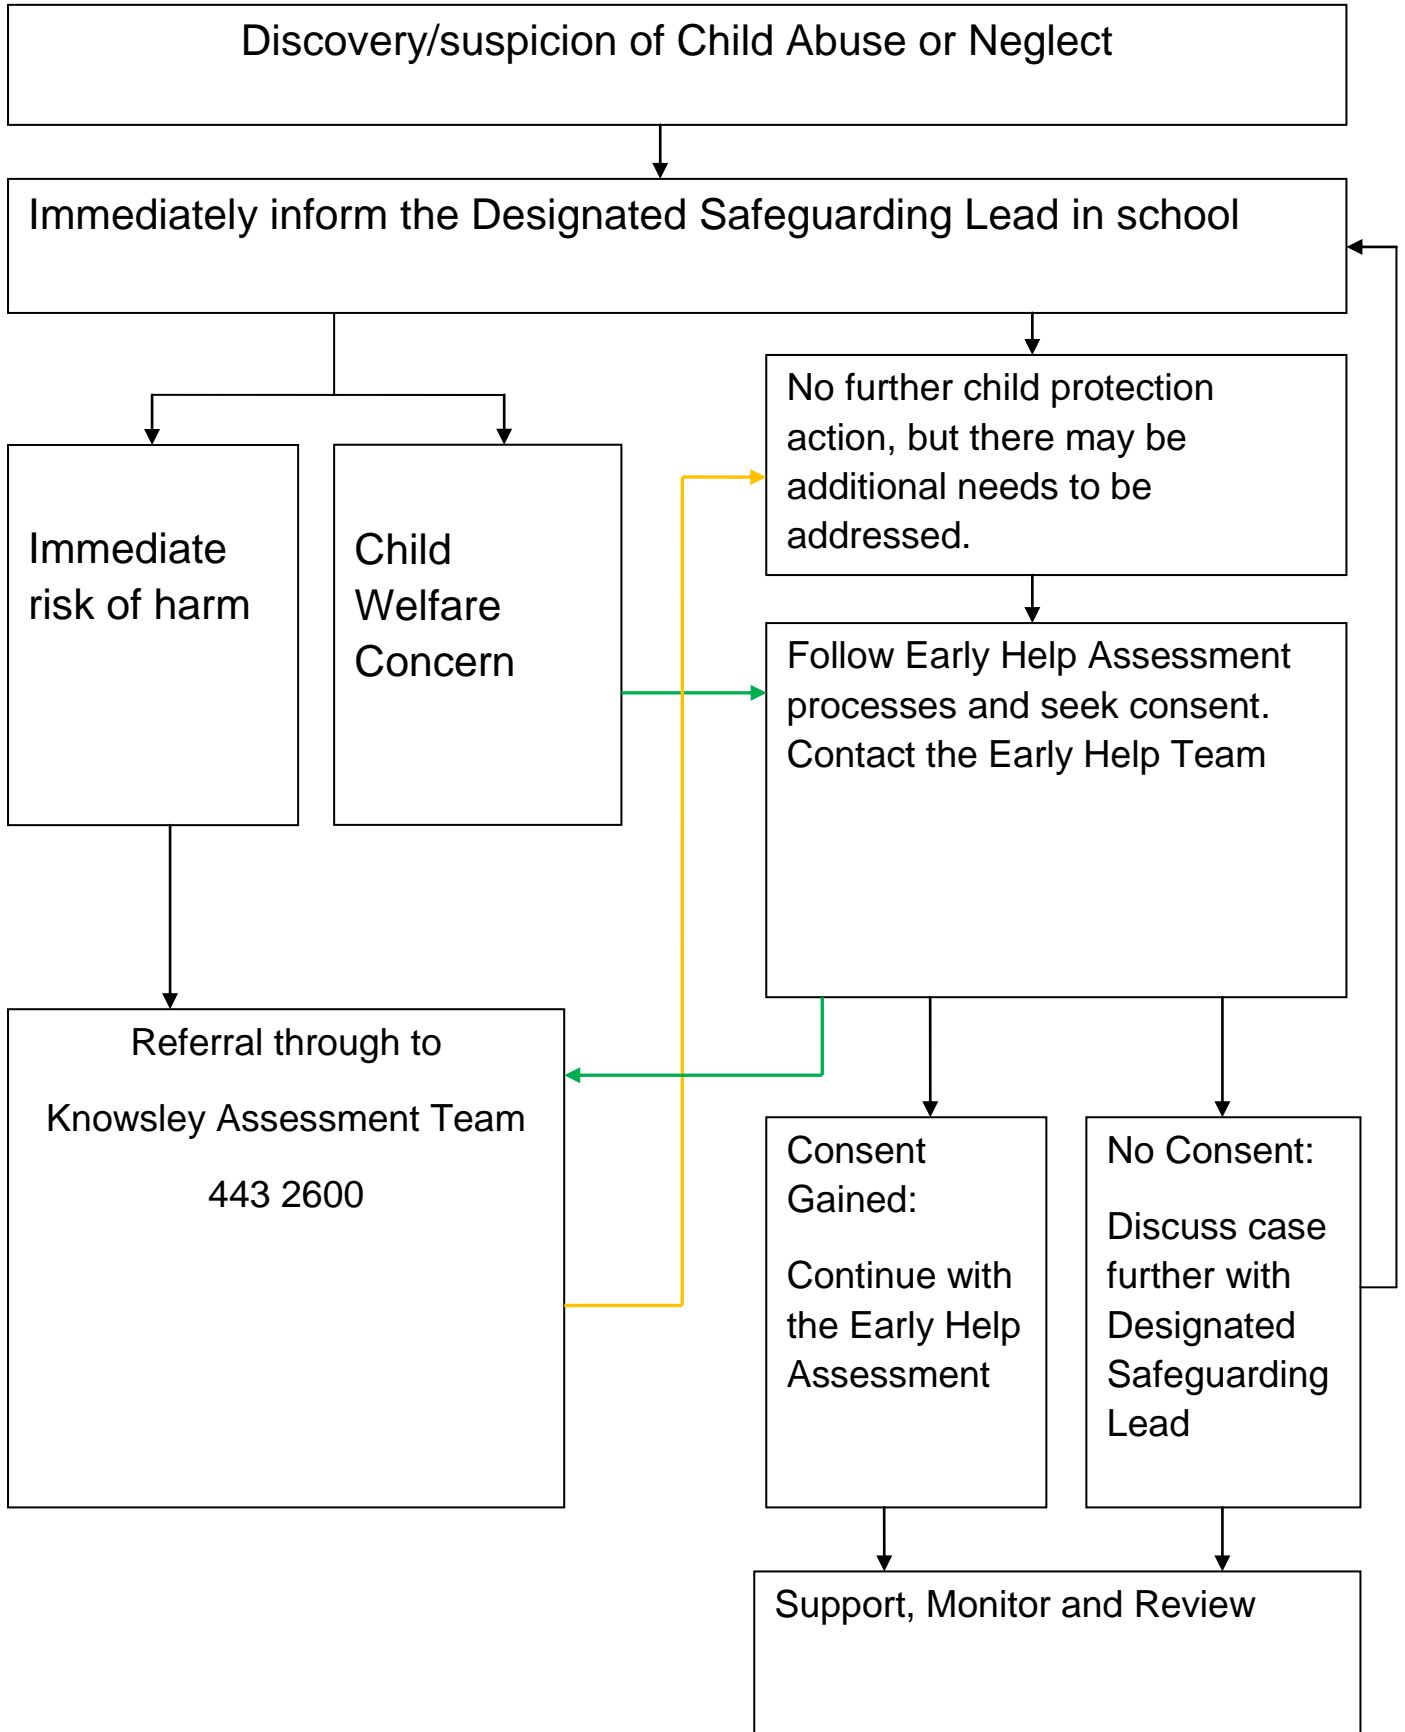 Discovery/suspicion of Child Abuse or Neglect
Immediately inform the Designated Safeguarding Lead in school
No further child protection
action, but there may be
additional needs to be
addressed.
Immediate
risk of harm
Child
Welfare
Concern
Follow Early Help Assessment
processes and seek consent.
Contact the Early Help Team
Referral through to
Knowsley Assessment Team
443 2600
Consent
Gained:
Continue with
the Early Help
Assessment
No Consent:
Discuss case
further with
Designated
Safeguarding
Lead
Support, Monitor and Review